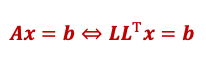 Ax = b ⇔ LLᵀx = b